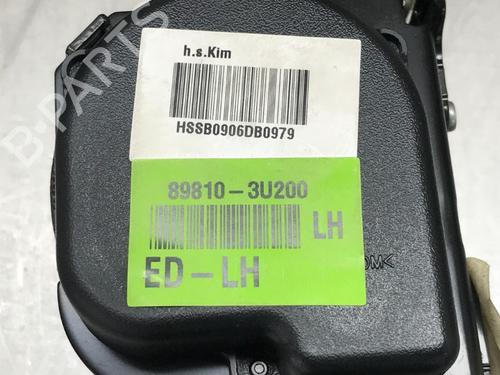 B-PARTS
h.s.Kim
HSSB0906DB0979
89810-3U200
LH
ED-LH